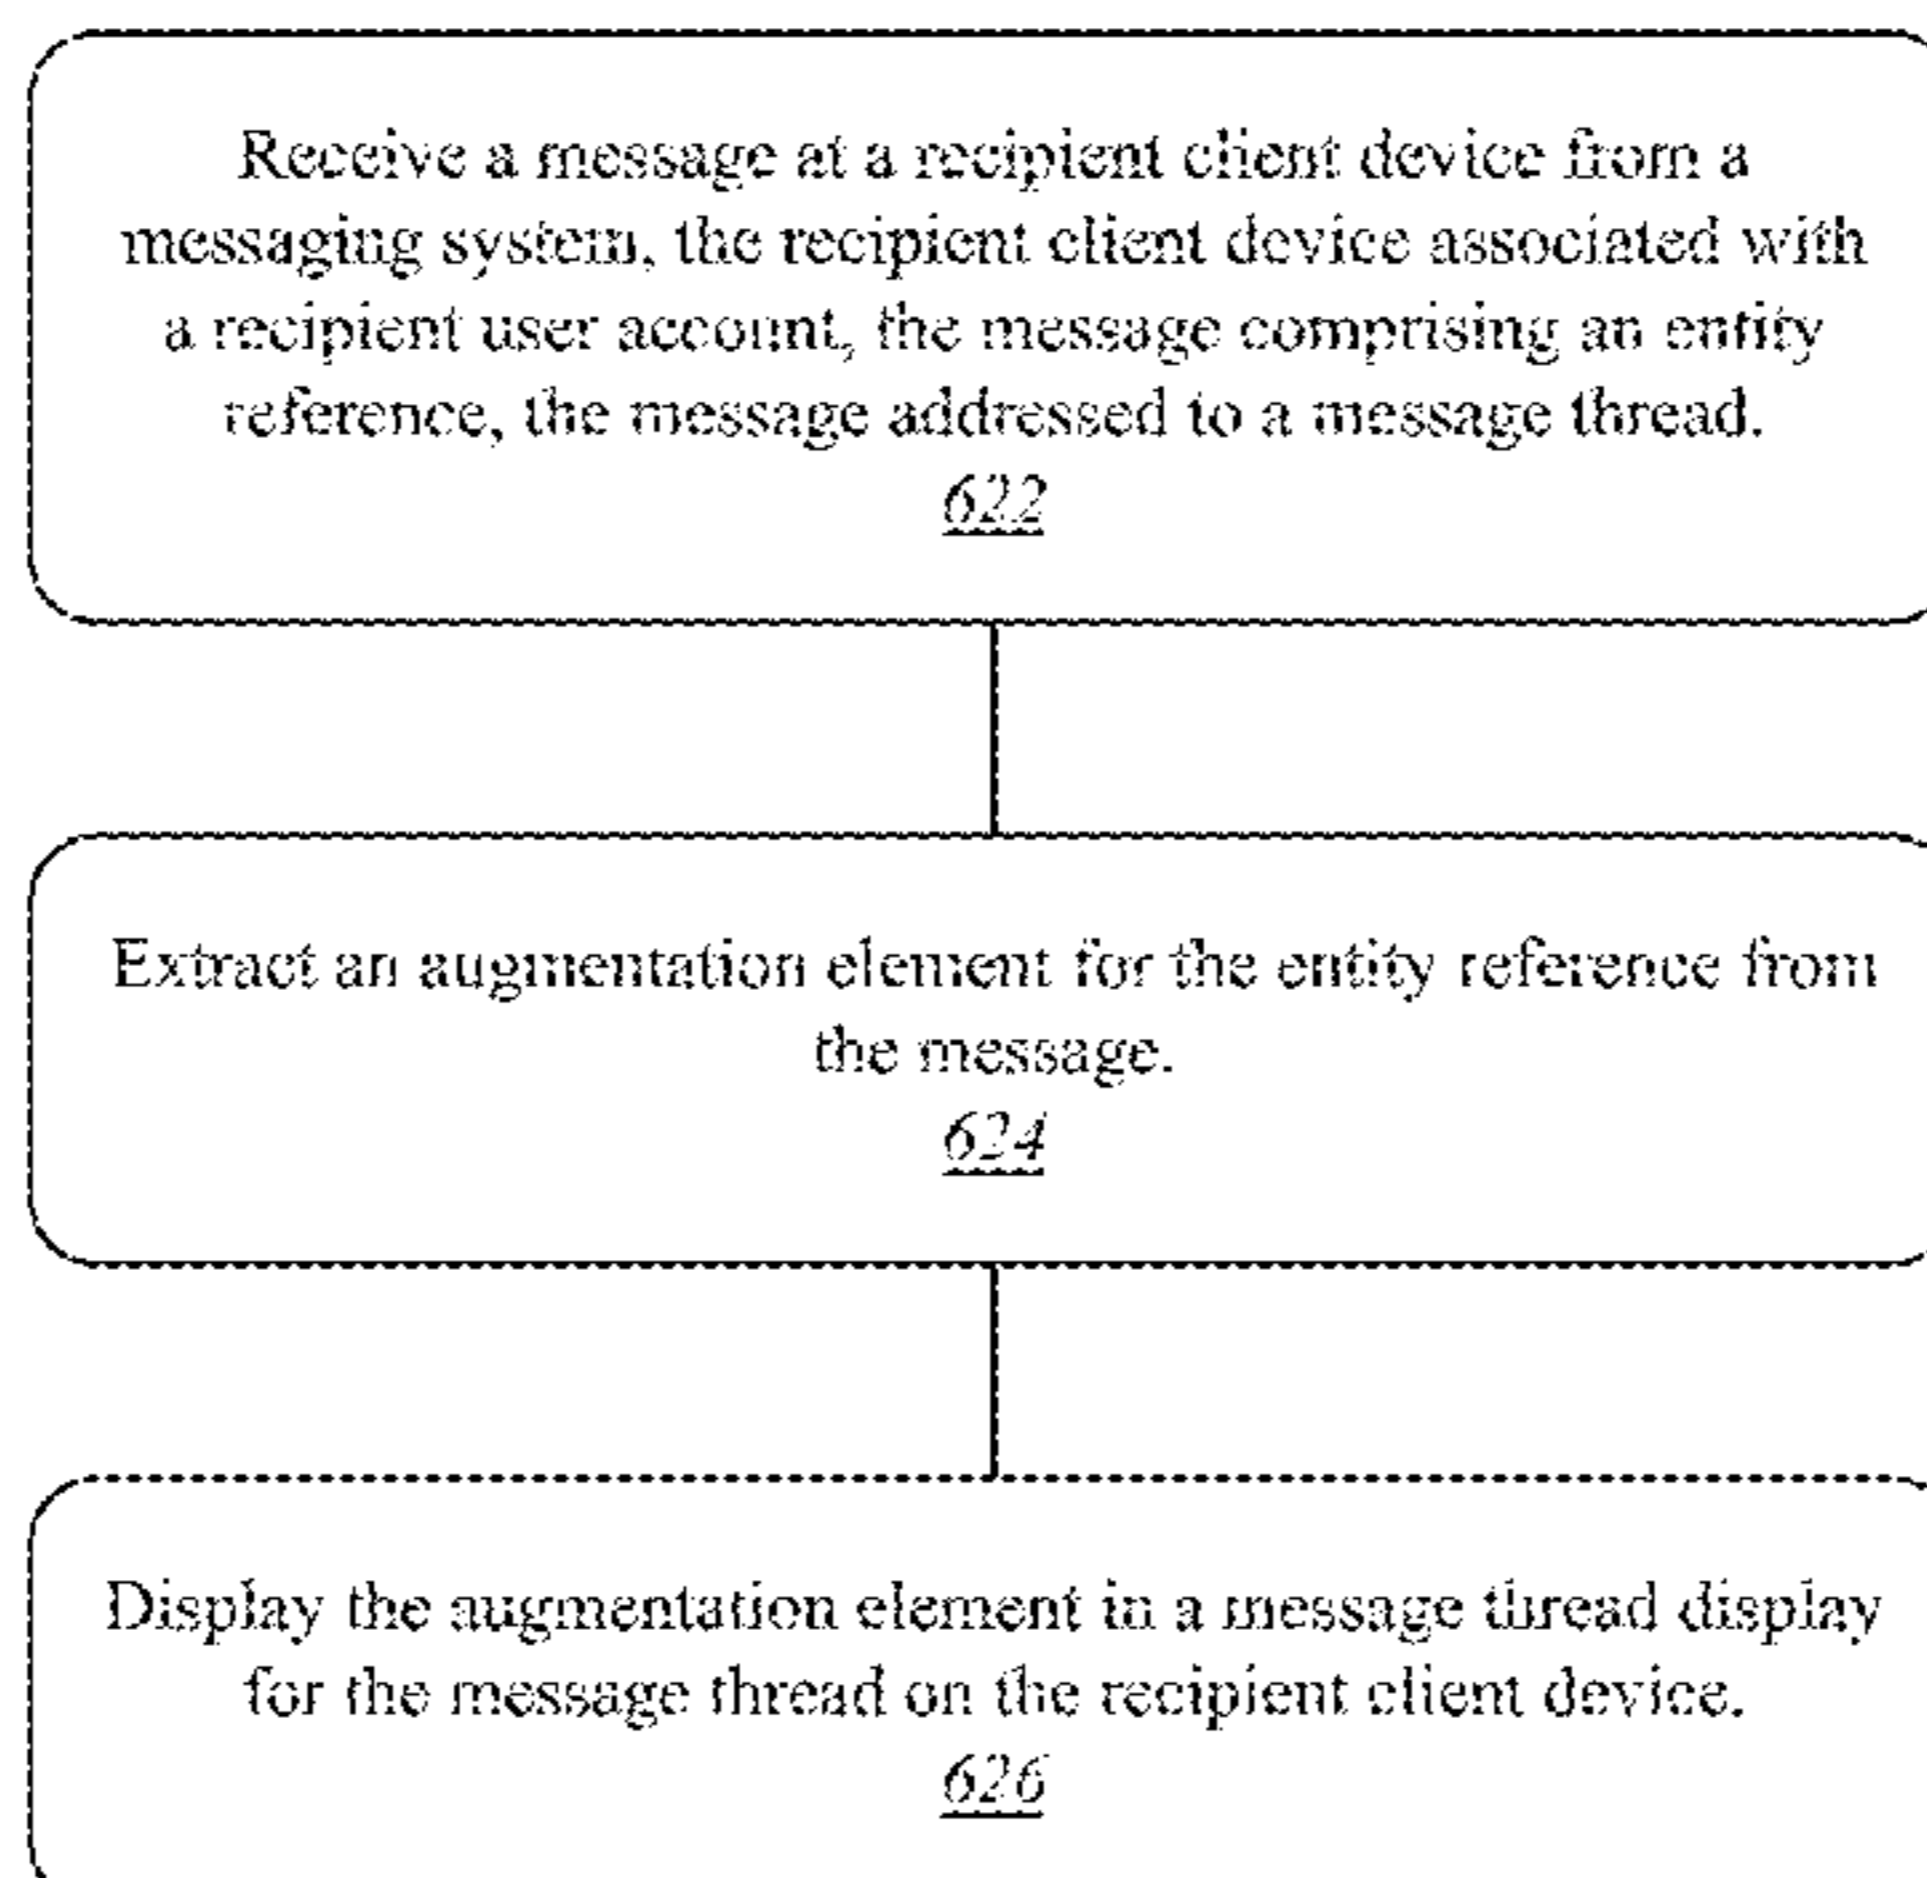 Receive a message at a recipient client device from a
messaging system, the recipient client device associated with
a recipient user account, the message comprising an entity
reference, the message addressed to a message thread.
622
Extract an augmentation element for the entity reference from
the message.
624
Display the augmentation element in a message thread display
for the message thread on the recipient client device.
626